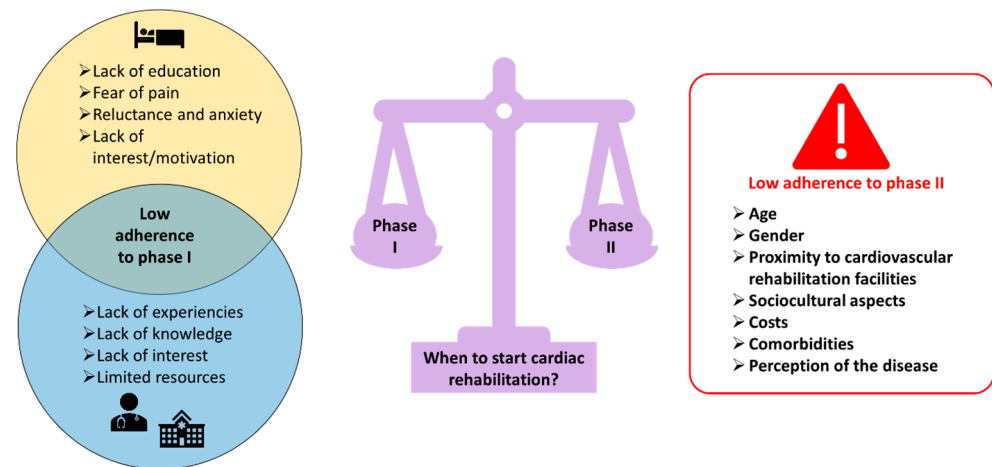 ➢Lack of education
➢Fear of pain
➢Reluctance and anxiety
➢Lack of
interest/motivation
Low
adherence
to phase I
➢Lack of experiences
➢Lack of knowledge
➢Lack of interest
➢Limited resources
Phase
I
Phase
II
When to start cardiac
rehabilitation?
Low adherence to phase II
➢ Age
➢ Gender
➢ Proximity to cardiovascular
rehabilitation facilities
➢ Sociocultural aspects
➢ Costs
➢ Comorbidities
➢ Perception of the disease